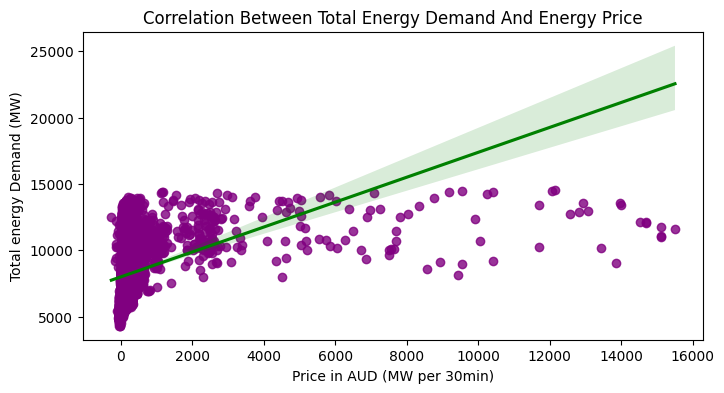 Correlation Between Total Energy Demand And Energy Price
Total energy Demand (MW)
25000
20000
15000
10000
5000
0 2000 4000 6000 8000 10000 12000 14000 16000
Price in AUD (MW per 30min)